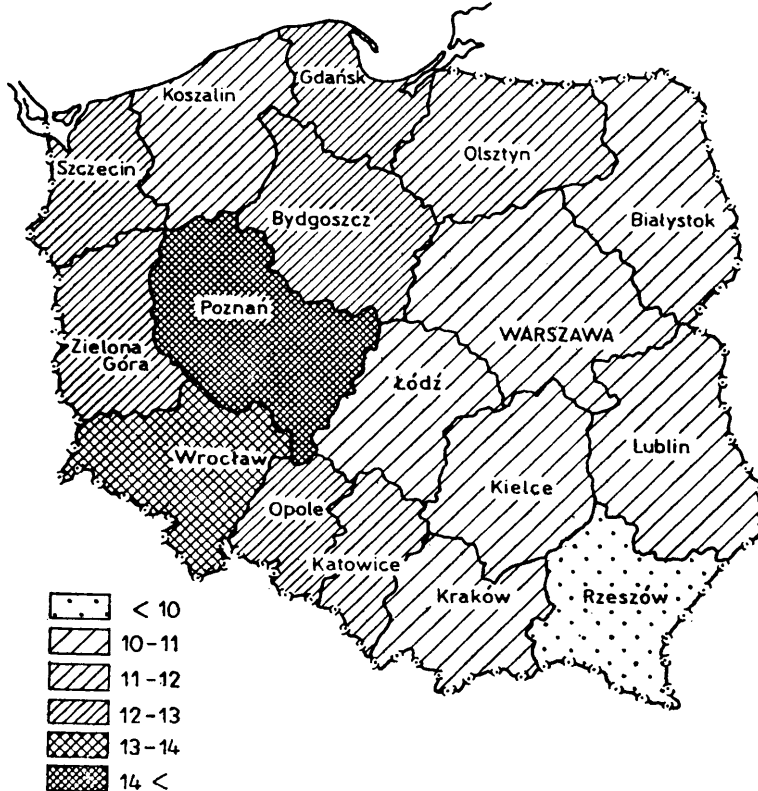 Gdańsk
Koszalin
Olsztyn
Szczecin
Bydgoszcz
Białystok
Poznań
WARSZAWA
Zielona
Góra
Łódź
Wrocław
Lublin
Kielce
Opole
Katowice
Kraków
Rzeszów
< 10
10-11
11-12
12-13
13-14
14 <